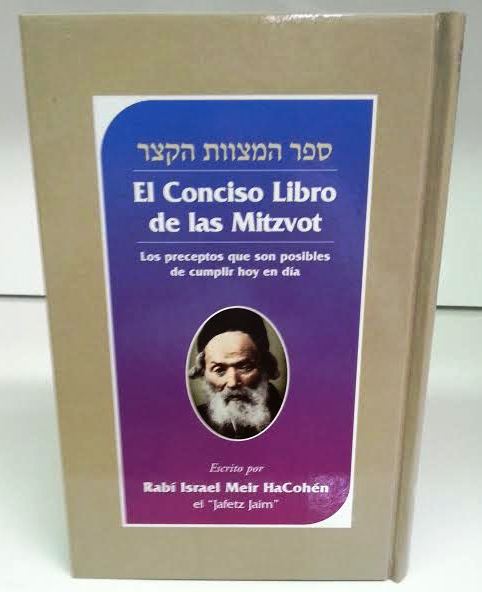 ספר המצוות הקצר
El Conciso Libro
de las Mitzvot
Los preceptos que son posibles
de cumplir hoy en día
Escrito por
Rabí Israel Meir HaCohén
el "Jafetz Jaim"